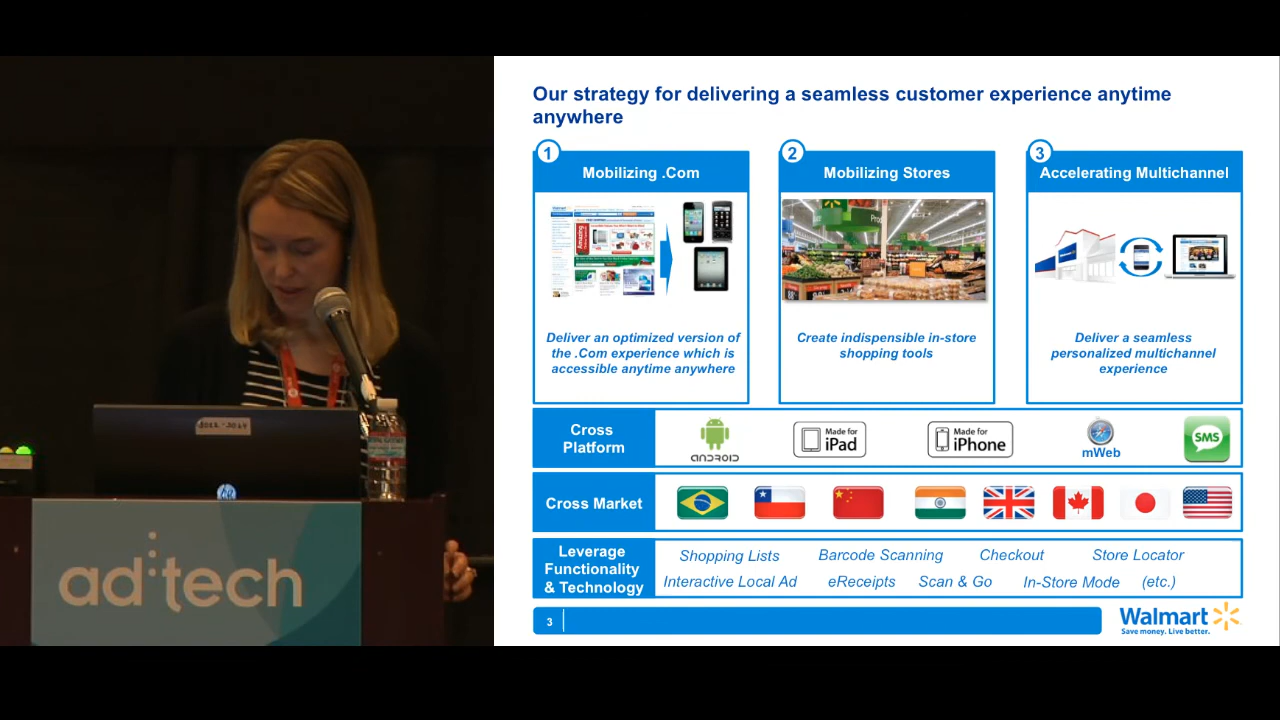 Our strategy for delivering a seamless customer experience anytime
anywhere
1
Mobilizing .Com
Deliver an optimized version of
the .Com experience which is
accessible anytime anywhere
2
Mobilizing Stores
Create indispensible in-store
shopping tools
3
Accelerating Multichannel
Deliver a seamless
personalized multichannel
experience
Cross
Platform
ANDROID
Made for
iPad
Made for
iPhone
mWeb
SMS
Cross Market
Leverage
Functionality
& Technology
Shopping Lists Barcode Scanning Checkout Store Locator
Interactive Local Ad eReceipts Scan & Go In-Store Mode (etc.)
3
Walmart
Save money. Live better.
hp
ad:tech